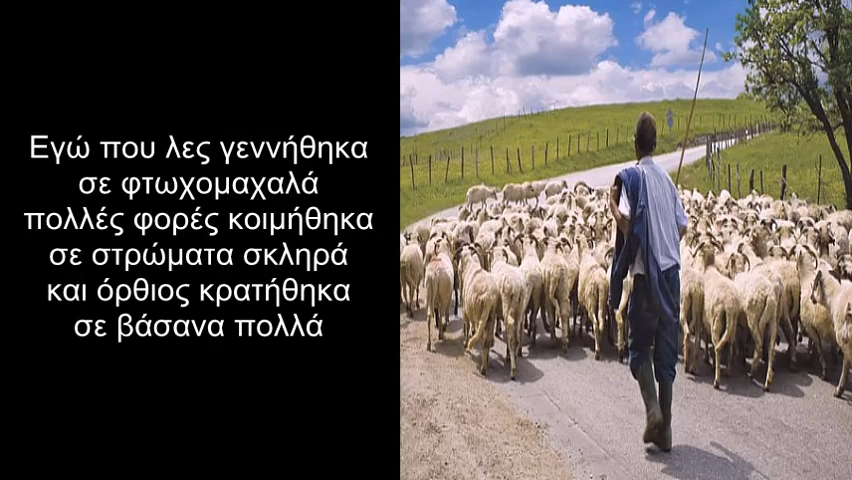 Εγώ που λες γεννήθηκα
σε φτωχομαχαλά
πολλές φορές κοιμήθηκα
σε στρώματα σκληρά
και όρθιος κρατήθηκα
σε βάσανα πολλά